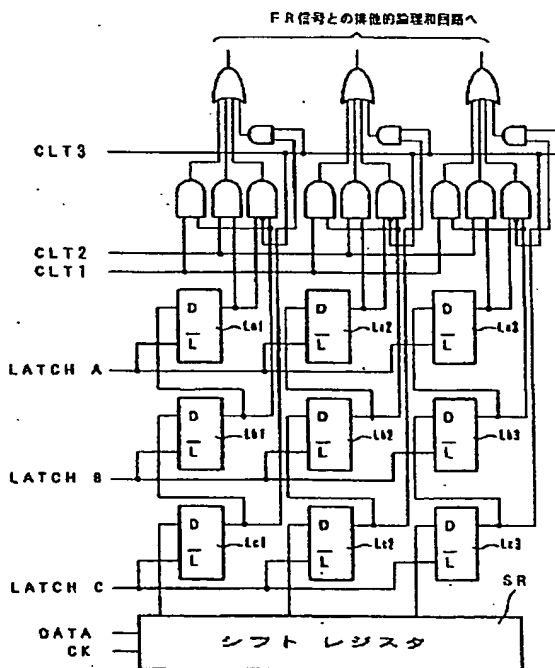 FR信号との排他的論理和回路へ
CLT3
CLT2
CLT1
D
L
La1
D
L
La2
D
L
La3
LATCH A
D
L
Lb1
D
L
Lb2
D
L
Lb3
LATCH B
D
L
Lc1
D
L
Lc2
D
L
Lc3
LATCH C
SR
DATA
CK
シフト レジスタ